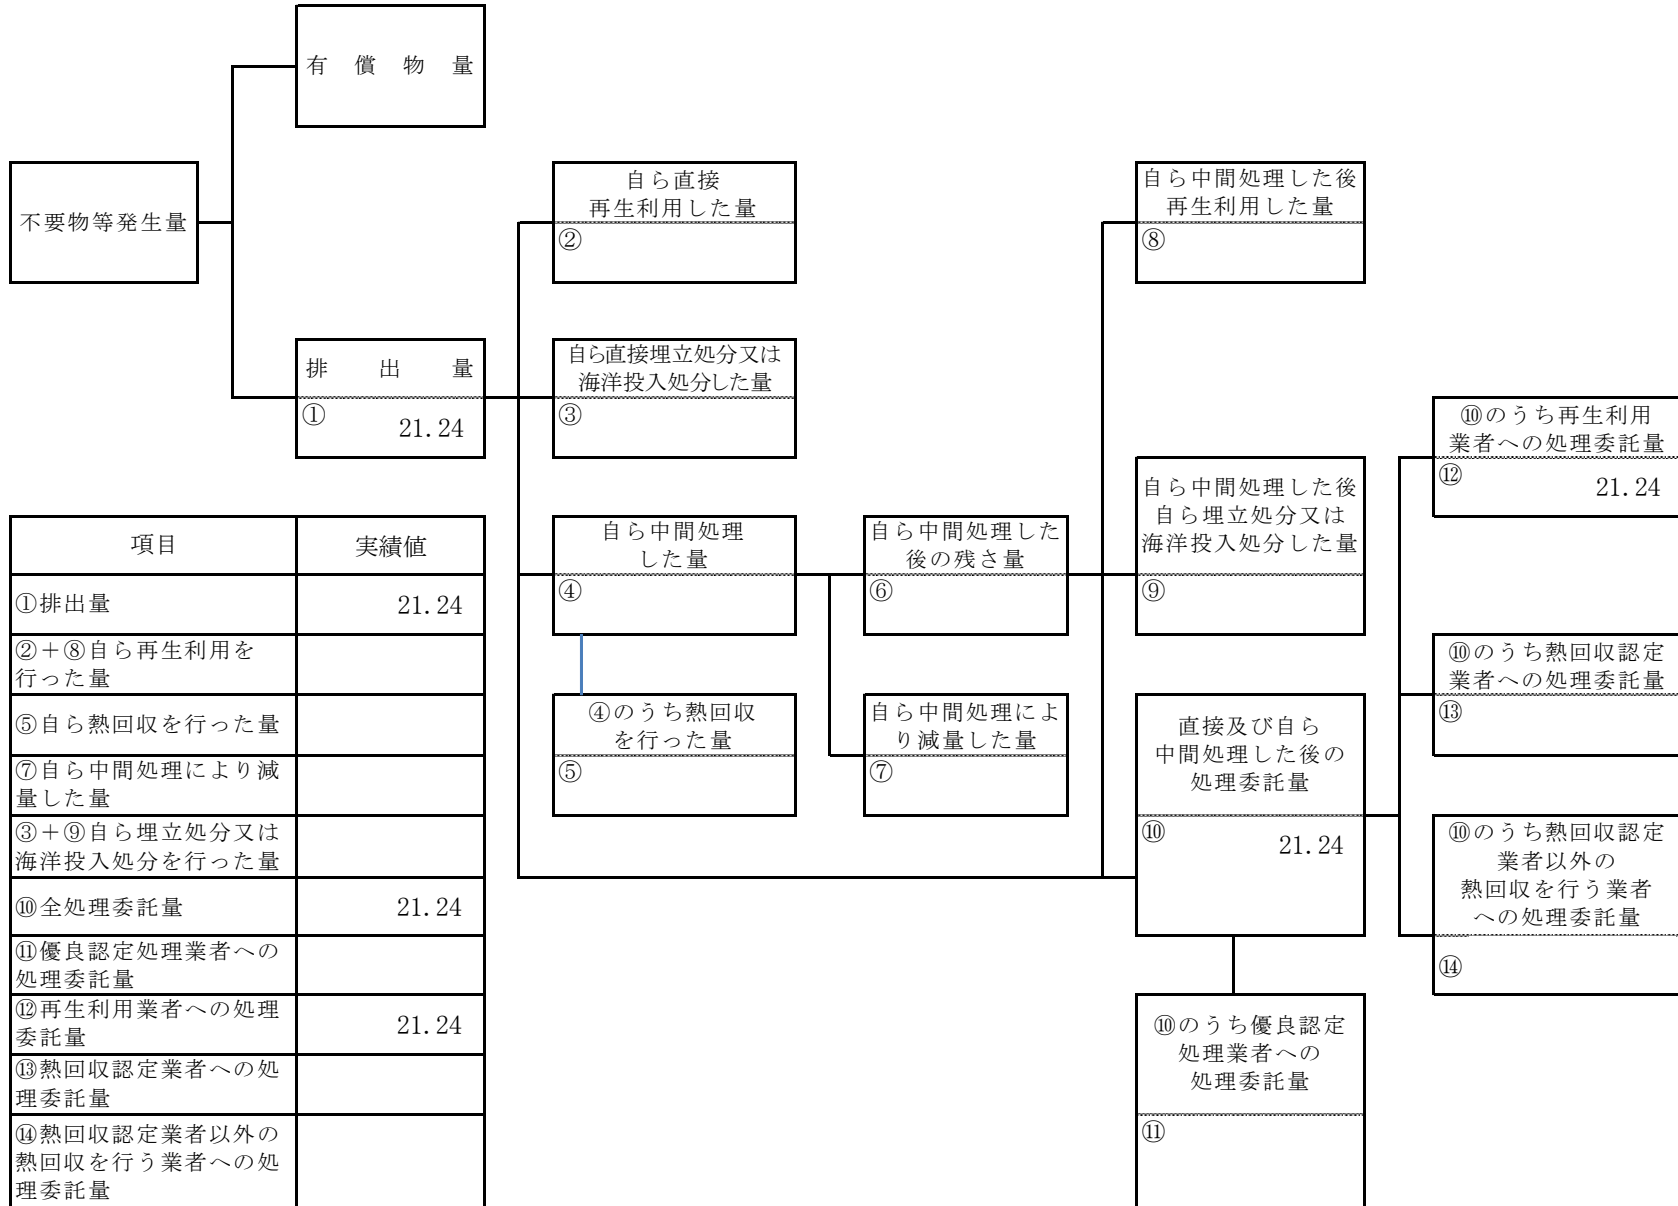 有償物量
不要物等発生量
自ら直接
再生利用した量
②
自ら中間処理した後
再生利用した量
⑧
排出量
①
21.24
自ら直接埋立処分又は
海洋投入処分した量
③
⑩のうち再生利用
業者への処理委託量
⑫
21.24
自ら中間処理
した量
④
自ら中間処理した
後の残さ量
⑥
自ら中間処理した後
自ら埋立処分又は
海洋投入処分した量
⑨
④のうち熱回収
を行った量
⑤
自ら中間処理によ
り減量した量
⑦
直接及び自ら
中間処理した後の
処理委託量
⑩
21.24
⑩のうち熱回収認定
業者への処理委託量
⑬
⑩のうち熱回収認定
業者以外の
熱回収を行う業者
への処理委託量
⑭
⑩のうち優良認定
処理業者への
処理委託量
⑪
項目 実績値
①排出量 21.24
②＋⑧自ら再生利用を
行った量
⑤自ら熱回収を行った量
⑦自ら中間処理により減
量した量
③＋⑨自ら埋立処分又は
海洋投入処分を行った量
⑩全処理委託量 21.24
⑪優良認定処理業者への
処理委託量
⑫再生利用業者への処理
委託量 21.24
⑬熱回収認定業者への処
理委託量
⑭熱回収認定業者以外の
熱回収を行う業者への処
理委託量